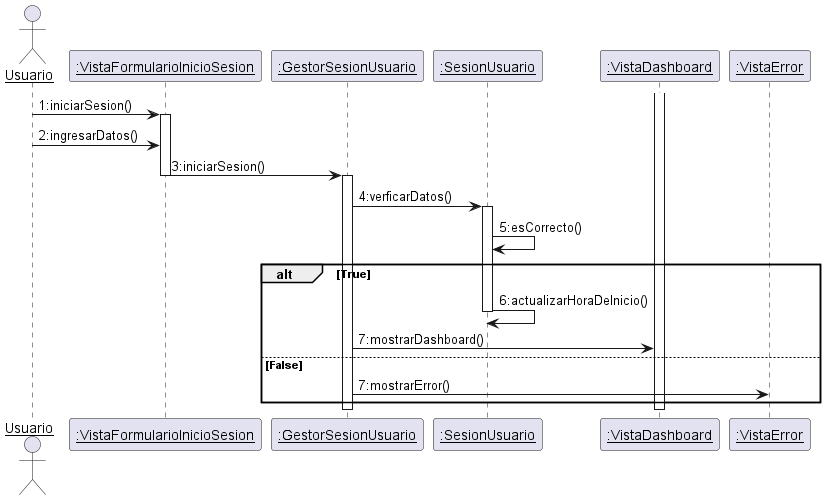 Usuario
:VistaFormularioInicioSesion
:GestorSesionUsuario
:SesionUsuario
:VistaDashboard
:VistaError
1:iniciarSesion()
2:ingresarDatos()
3:iniciarSesion()
4:verficarDatos()
5:esCorrecto()
alt
[True]
6:actualizarHoraDeInicio()
7:mostrarDashboard()
[False]
7:mostrarError()
Usuario
:VistaFormularioInicioSesion
:GestorSesionUsuario
:SesionUsuario
:VistaDashboard
:VistaError